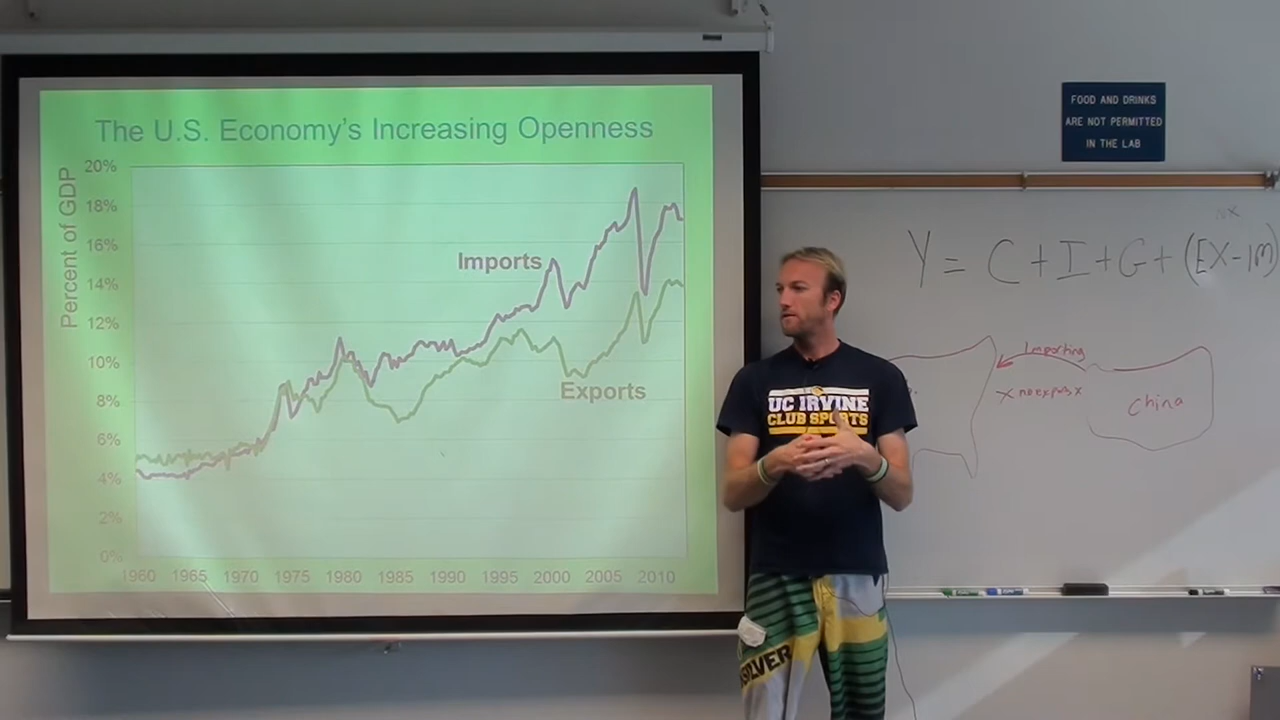 The U.S. Economy's Increasing Openness
Percent of GDP
20%
18%
16%
14%
12%
10%
8%
6%
4%
2%
0%
Imports
Exports
1960 1965 1970 1975 1980 1985 1990 1995 2000 2005 2010
FOOD AND DRINKS
ARE NOT PERMITTED
IN THE LAB
Y = C + I + G + (EX - IM)
Importing
China
UC IRVINE
CLUB SPORTS